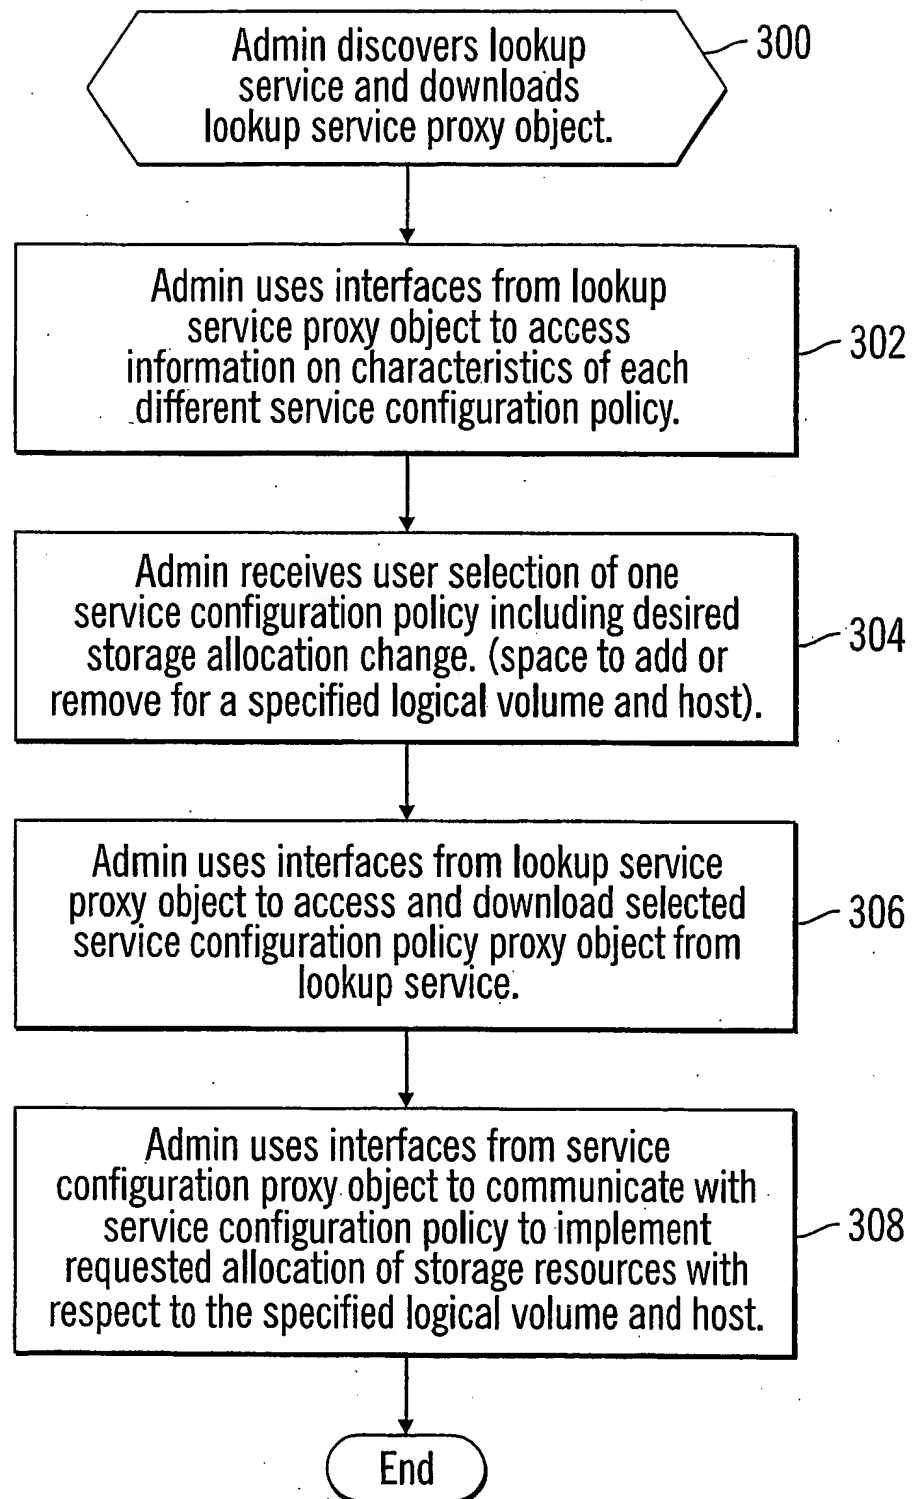 Admin discovers lookup
service and downloads
lookup service proxy object.
300
Admin uses interfaces from lookup
service proxy object to access
information on characteristics of each
different service configuration policy.
302
Admin receives user selection of one
service configuration policy including desired
storage allocation change. (space to add or
remove for a specified logical volume and host).
304
Admin uses interfaces from lookup service
proxy object to access and download selected
service configuration policy proxy object from
lookup service.
306
Admin uses interfaces from service
configuration proxy object to communicate with
service configuration policy to implement
requested allocation of storage resources with
respect to the specified logical volume and host.
308
End